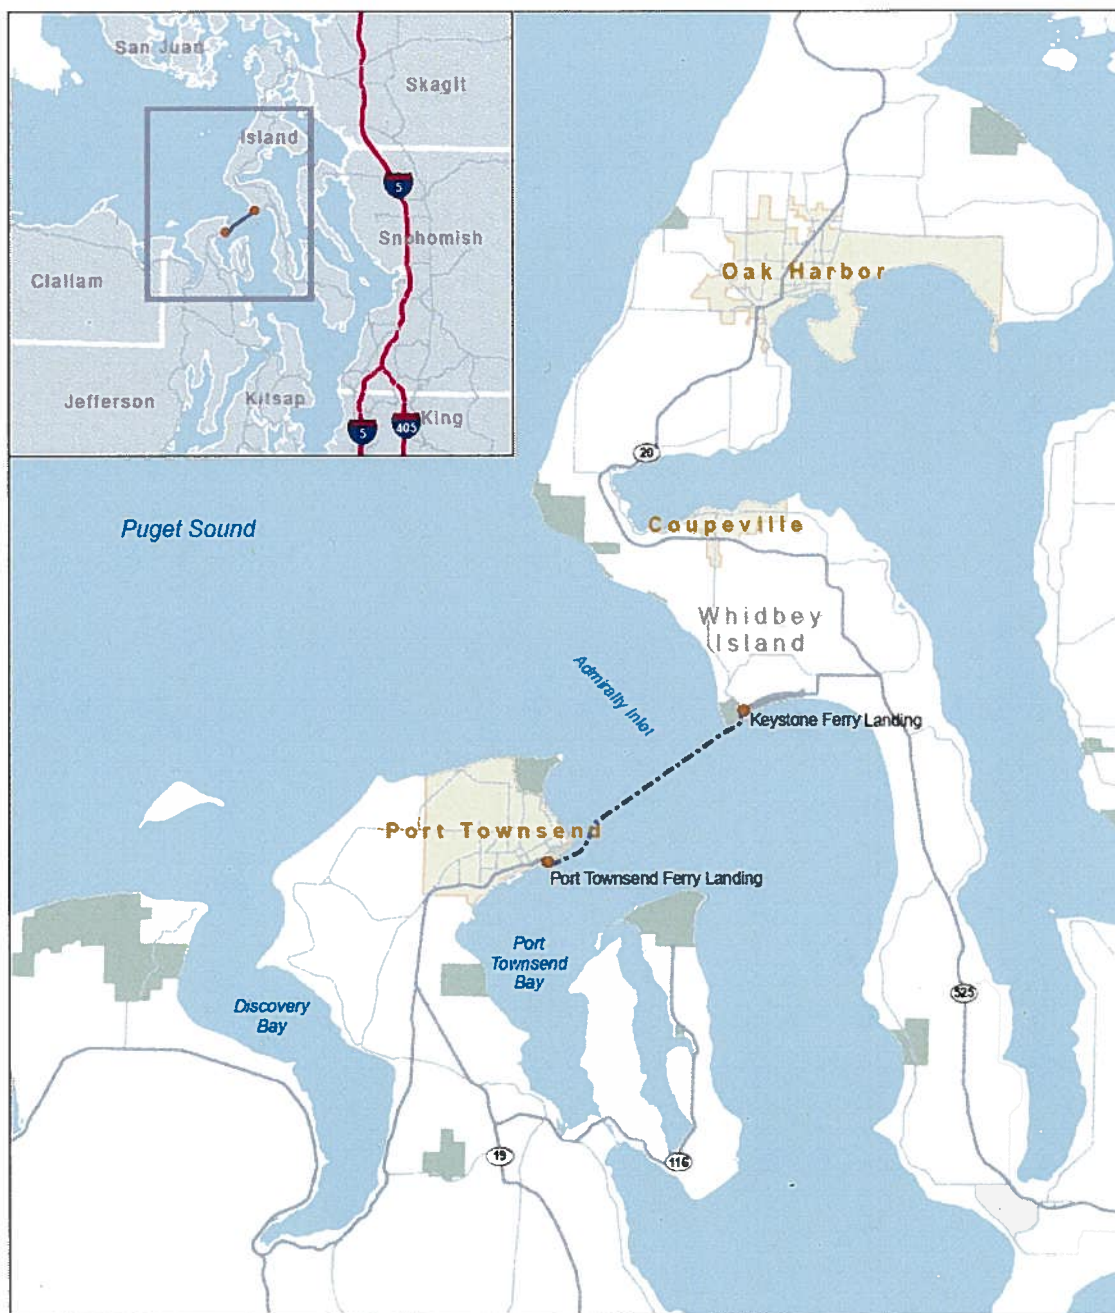 San Juan
Skagit
Island
5
Snohomish
Clallam
Jefferson
Kitsap
King
5
405
Oak Harbor
20
Puget Sound
Coupeville
Whidbey
Island
Admiralty Inlet
Keystone Ferry Landing
Port Townsend
Port Townsend Ferry Landing
Port
Townsend
Bay
Discovery
Bay
525
19
116